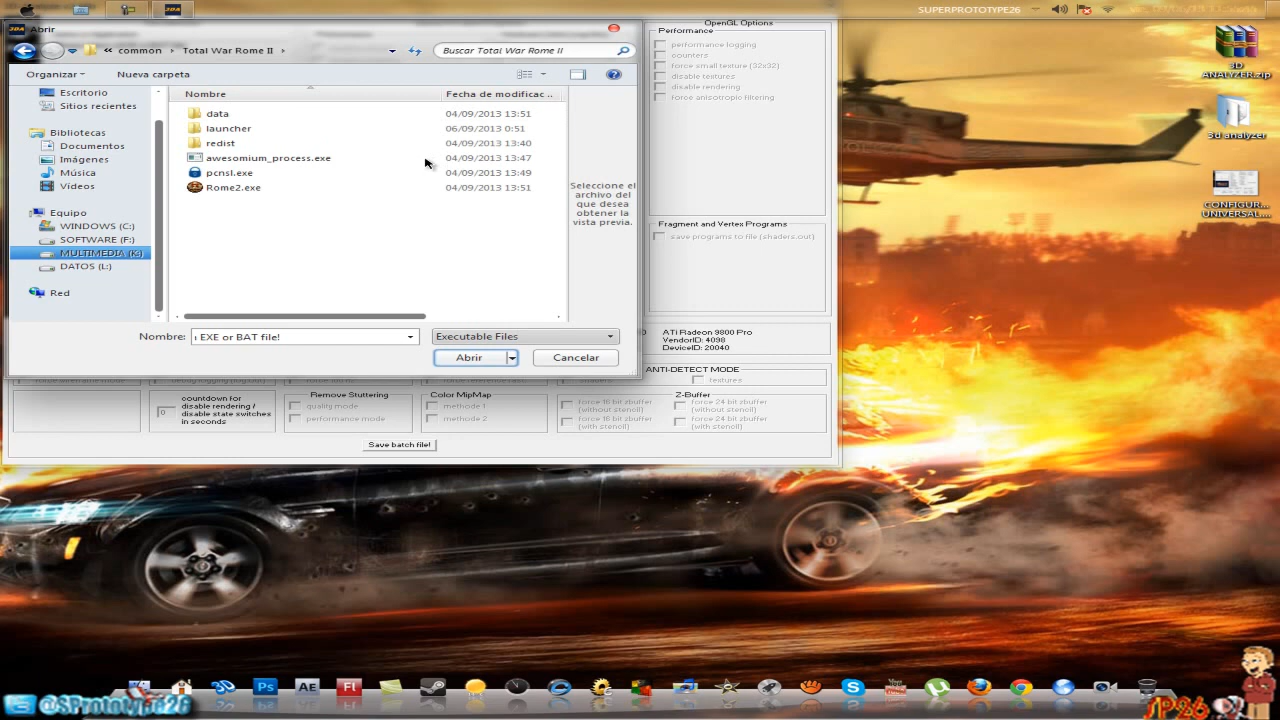 SUPERPROTOTYPE26
Abrir
common
Total War Rome II
Buscar Total War Rome II
Organizar
Nueva carpeta
Nombre
Fecha de modificac ..
Escritorio
Sitios recientes
Bibliotecas
Documentos
Imágenes
Música
Vídeos
Equipo
WINDOWS (C:)
SOFTWARE (F:)
MULTIMEDIA (K:)
DATOS (L:)
Red
data 04/09/2013 13:51
launcher 06/09/2013 0:51
redist 04/09/2013 13:40
awesomium_process.exe 04/09/2013 13:47
pcnsl.exe 04/09/2013 13:49
Rome2.exe 04/09/2013 13:51
Seleccione el
archivo del
que desea
obtener la
vista previa.
Nombre:
EXE or BAT file!
Executable Files
Abrir
Cancelar
OpenGL Options
Performance
performance logging
counters
force small texture (32x32)
disable textures
disable rendering
force anisotropic filtering
Fragment and Vertex Programs
save programs to file (shaders.out)
ATi Radeon 9800 Pro
VendorID: 4098
DeviceID: 20040
ANTI-DETECT MODE
shaders
textures
countdown for
disable rendering /
disable state switches
in seconds
0
Remove Stuttering
quality mode
performance mode
Color MipMap
methode 1
methode 2
Z-Buffer
force 16 bit zbuffer
(without stencil)
force 24 bit zbuffer
(without stencil)
force 16 bit zbuffer
(with stencil)
force 24 bit zbuffer
(with stencil)
Save batch file!
3D
ANALYZER.zip
3d analyzer
CONFIGUR...
UNIVERSAL....
Ps
AE
Fl
@SPrototype26
SP26